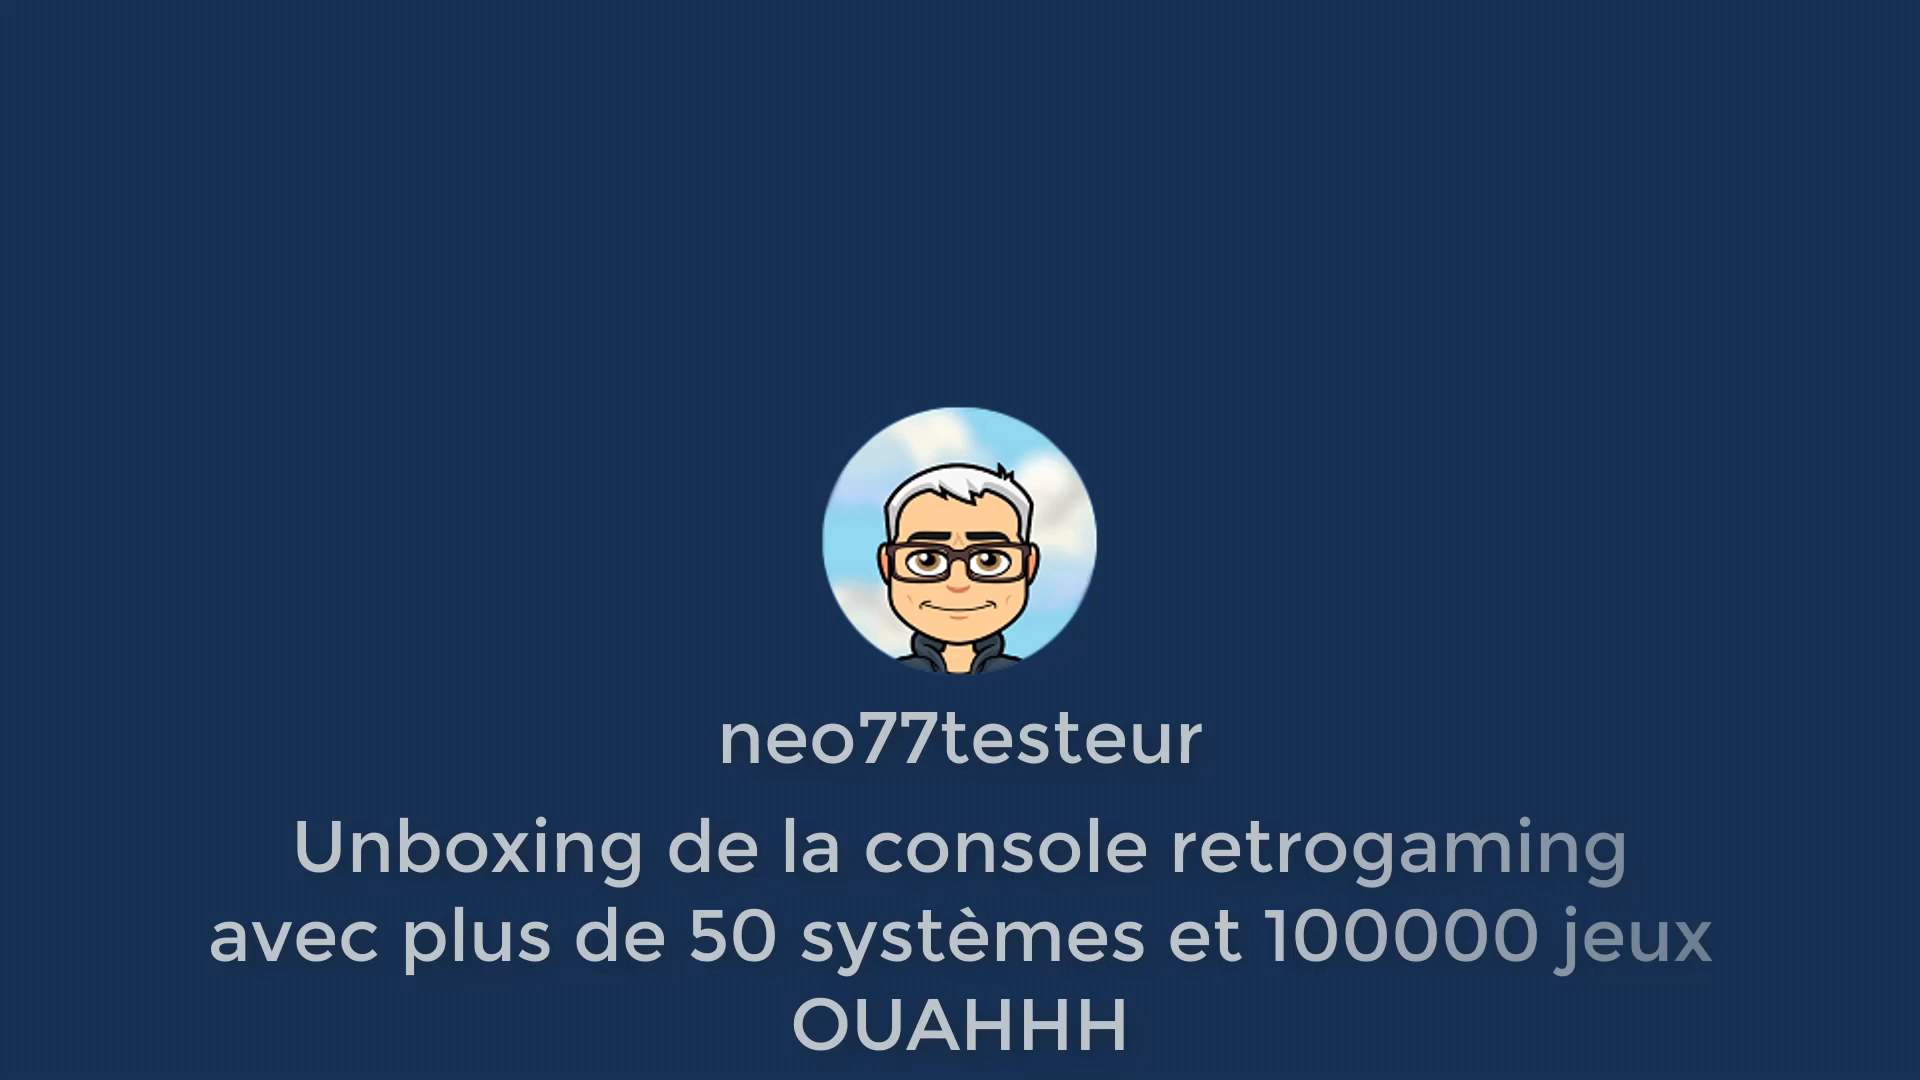 neo77testeur
Unboxing de la console retrogaming
avec plus de 50 systèmes et 100000 jeux
OUAHHH